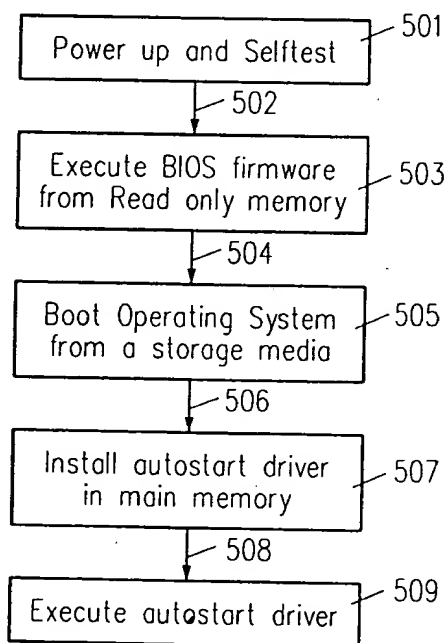 Power up and Selftest
501
502
Execute BIOS firmware
from Read only memory
503
504
Boot Operating System
from a storage media
505
506
Install autostart driver
in main memory
507
508
Execute autostart driver
509